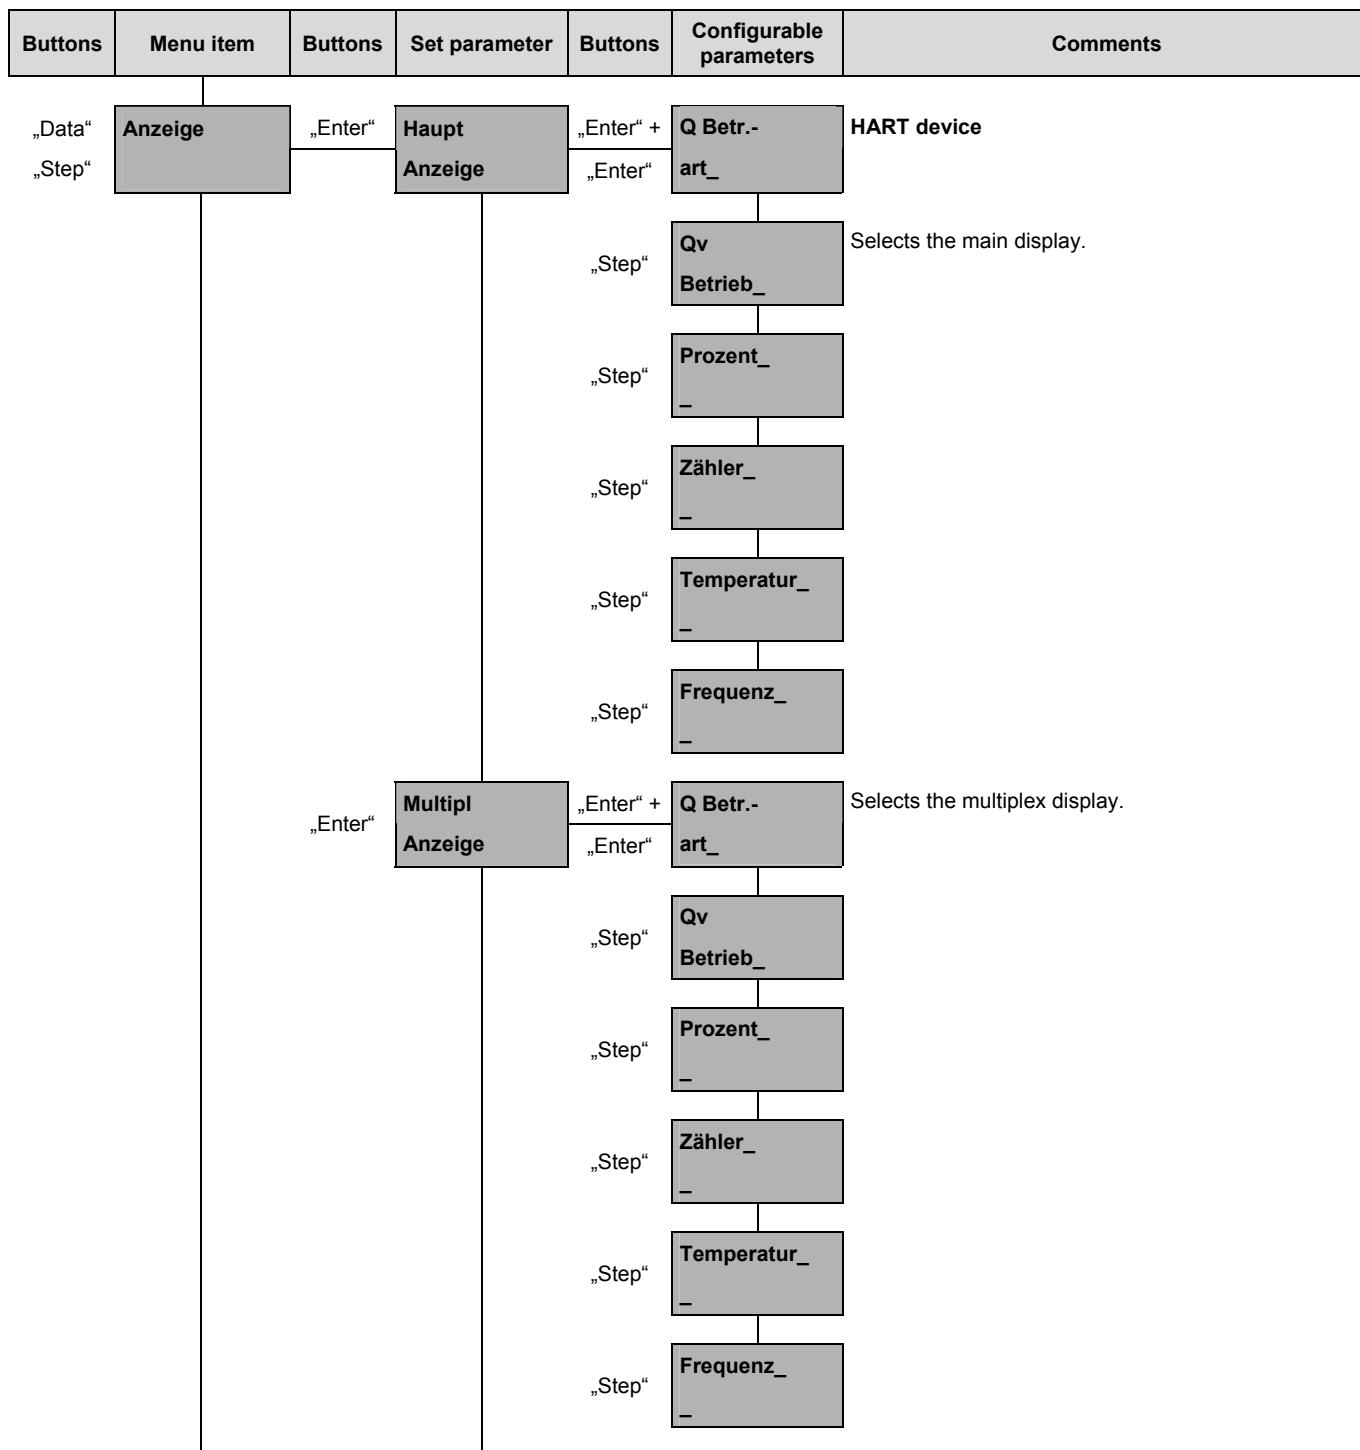 Buttons
Menu item
Buttons
Set parameter
Buttons
Configurable
parameters
Comments
„Data“
„Step“
Anzeige
„Enter“
Haupt
Anzeige
„Enter“ +
„Enter“
Q Betr.-
art_
HART device
„Step“
Qv
Betrieb_
Selects the main display.
„Step“
Prozent_
_
„Step“
Zähler_
_
„Step“
Temperatur_
_
„Step“
Frequenz_
_
„Enter“
Multipl
Anzeige
„Enter“ +
„Enter“
Q Betr.-
art_
Selects the multiplex display.
„Step“
Qv
Betrieb_
„Step“
Prozent_
_
„Step“
Zähler_
_
„Step“
Temperatur_
_
„Step“
Frequenz_
_